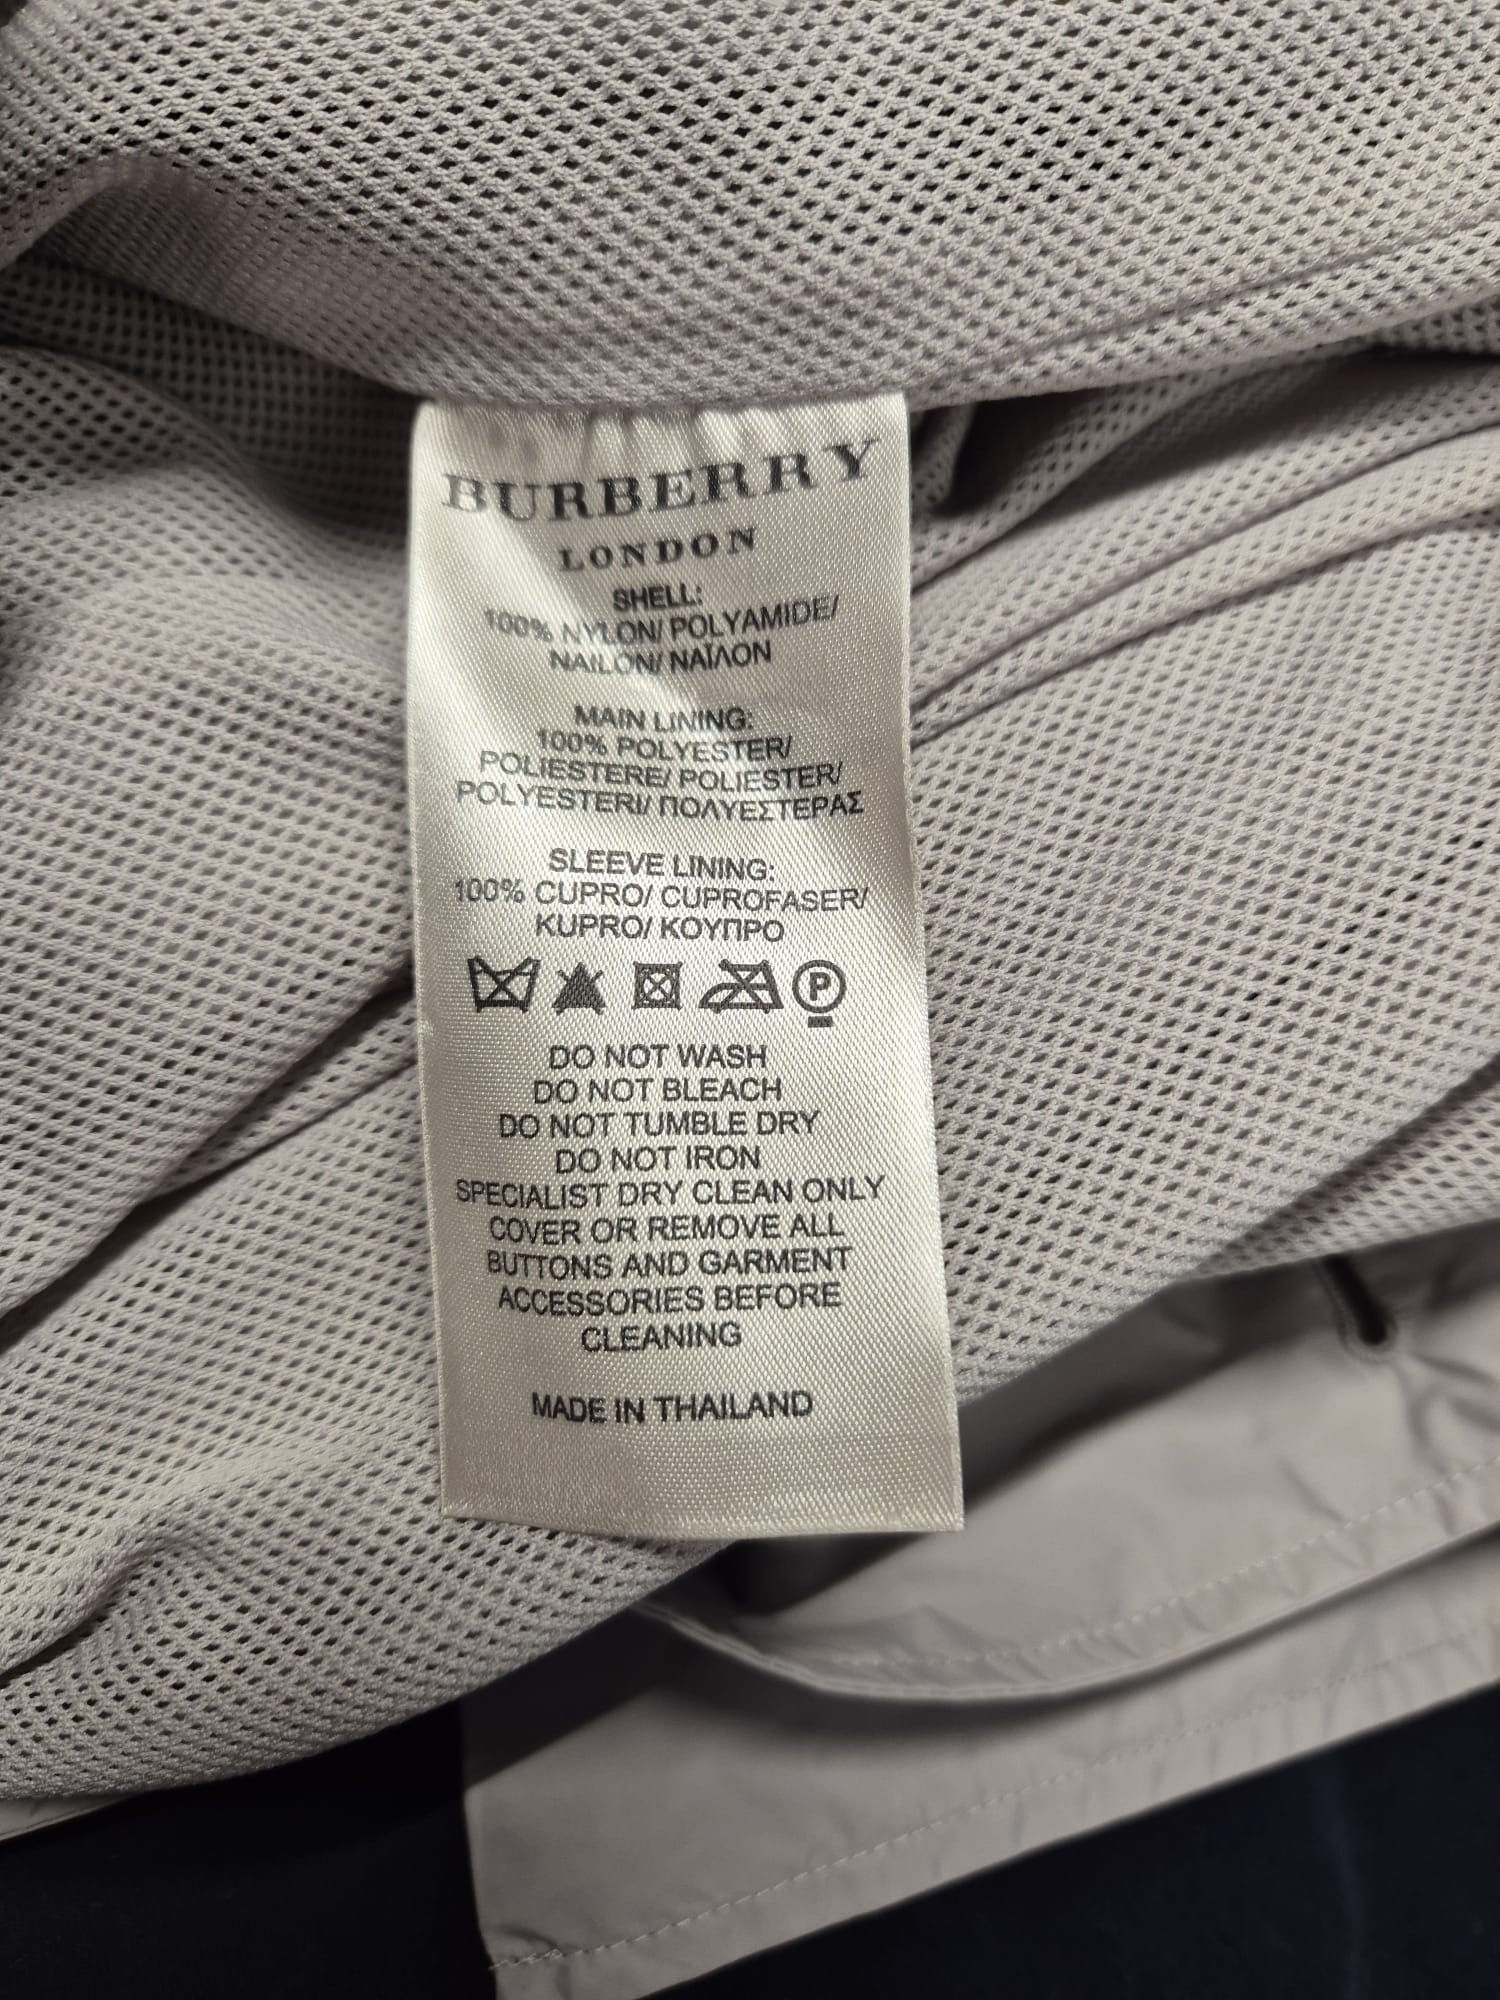 BURBERRY
LONDON
SHELL:
100% NYLON/ POLYAMIDE/
NAILON/ ΝΑΪΛΟΝ
MAIN LINING:
100% POLYESTER/
POLIESTERE/ POLIESTER/
POLYESTERI/ ΠΟΛΥΕΣΤΕΡΑΣ
SLEEVE LINING:
100% CUPRO/ CUPROFASER/
KUPRO/ ΚΟΥΠΡΟ
P
DO NOT WASH
DO NOT BLEACH
DO NOT TUMBLE DRY
DO NOT IRON
SPECIALIST DRY CLEAN ONLY
COVER OR REMOVE ALL
BUTTONS AND GARMENT
ACCESSORIES BEFORE
CLEANING
MADE IN THAILAND